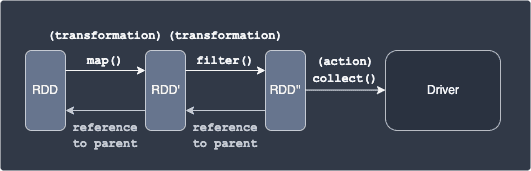 (transformation) (transformation)
map() filter() (action)
collect()
RDD RDD' RDD" Driver
reference reference
to parent to parent